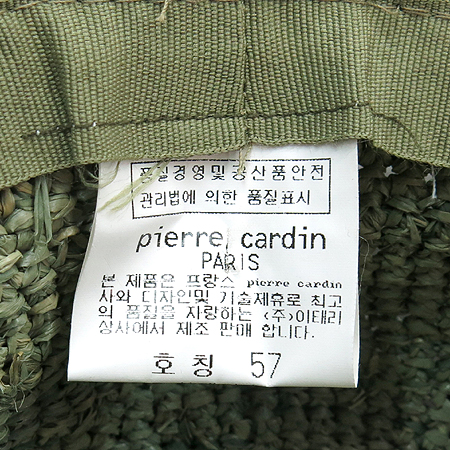 품질경영및공산품안전
관리법에 의한 품질표시
pierre cardin
PARIS
본 제품은 프랑스 pierre cardin
사와 디자인및 기술제휴로 최고
의 품질을 자랑하는 (주)이태리
상사에서 제조 판매 합니다.
호칭 57